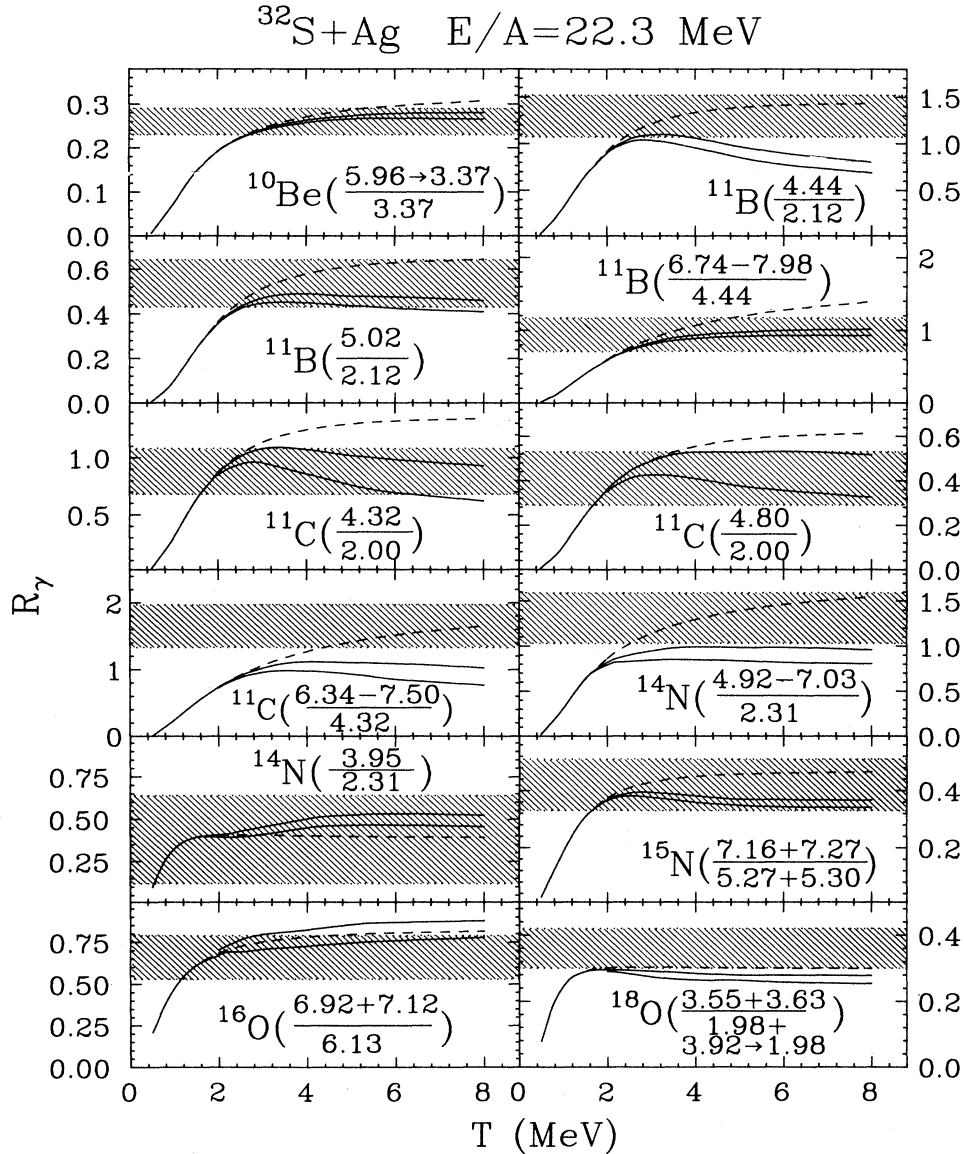 ³²S+Ag E/A=22.3 MeV
0.3
0.2
0.1
0.0
¹⁰Be(5.96→3.37/3.37)
1.5
1.0
0.5
¹¹B(4.44/2.12)
0.6
0.4
0.2
0.0
¹¹B(5.02/2.12)
2
1
0
¹¹B(6.74−7.98/4.44)
1.0
0.5
¹¹C(4.32/2.00)
0.6
0.4
0.2
0.0
¹¹C(4.80/2.00)
2
1
0
¹¹C(6.34−7.50/4.32)
1.5
1.0
0.5
0.0
¹⁴N(4.92−7.03/2.31)
0.75
0.50
0.25
¹⁴N(3.95/2.31)
0.4
0.2
¹⁵N(7.16+7.27/5.27+5.30)
0.75
0.50
0.25
0.00
¹⁶O(6.92+7.12/6.13)
0.4
0.2
0.0
¹⁸O(3.55+3.63/1.98+
3.92→1.98)
R_γ
0 2 4 6 8 0 2 4 6 8
T (MeV)